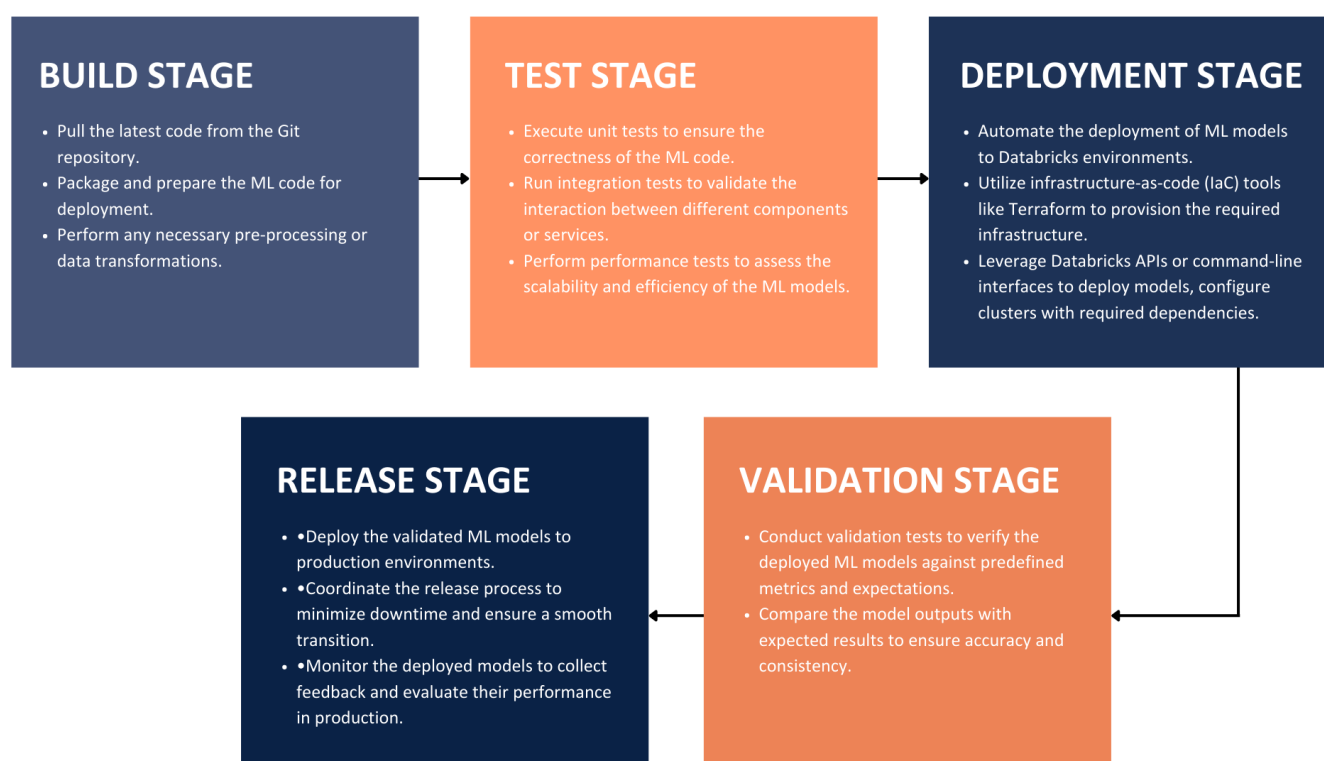 BUILD STAGE
• Pull the latest code from the Git
repository.
• Package and prepare the ML code for
deployment.
• Perform any necessary pre-processing or
data transformations.
TEST STAGE
• Execute unit tests to ensure the
correctness of the ML code.
• Run integration tests to validate the
interaction between different components
or services.
• Perform performance tests to assess the
scalability and efficiency of the ML models.
DEPLOYMENT STAGE
• Automate the deployment of ML models
to Databricks environments.
• Utilize infrastructure-as-code (IaC) tools
like Terraform to provision the required
infrastructure.
• Leverage Databricks APIs or command-line
interfaces to deploy models, configure
clusters with required dependencies.
VALIDATION STAGE
• Conduct validation tests to verify the
deployed ML models against predefined
metrics and expectations.
• Compare the model outputs with
expected results to ensure accuracy and
consistency.
RELEASE STAGE
• •Deploy the validated ML models to
production environments.
• •Coordinate the release process to
minimize downtime and ensure a smooth
transition.
• •Monitor the deployed models to collect
feedback and evaluate their performance
in production.